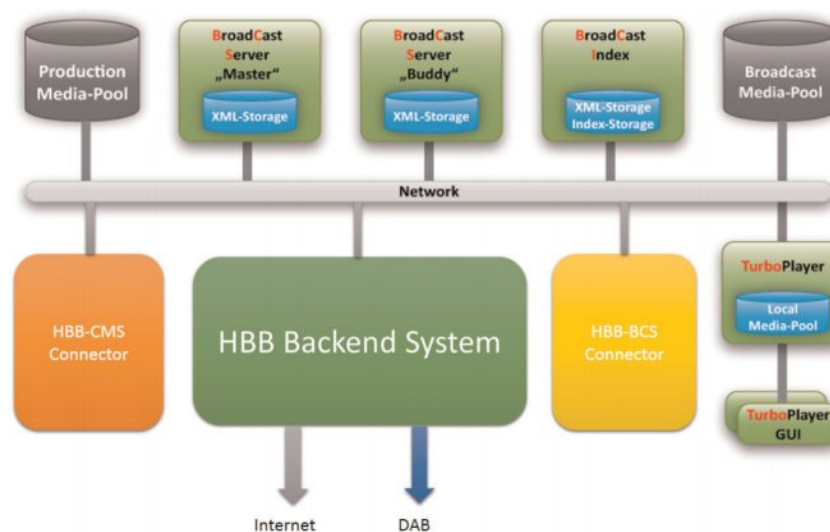 Production
Media-Pool
BroadCast
Server
„Master“
XML-Storage
BroadCast
Server
„Buddy“
XML-Storage
BroadCast
Index
XML-Storage
Index-Storage
Broadcast
Media-Pool
Network
HBB-CMS
Connector
HBB Backend System
HBB-BCS
Connector
TurboPlayer
Local
Media-Pool
TurboPlayer
GUI
Internet
DAB